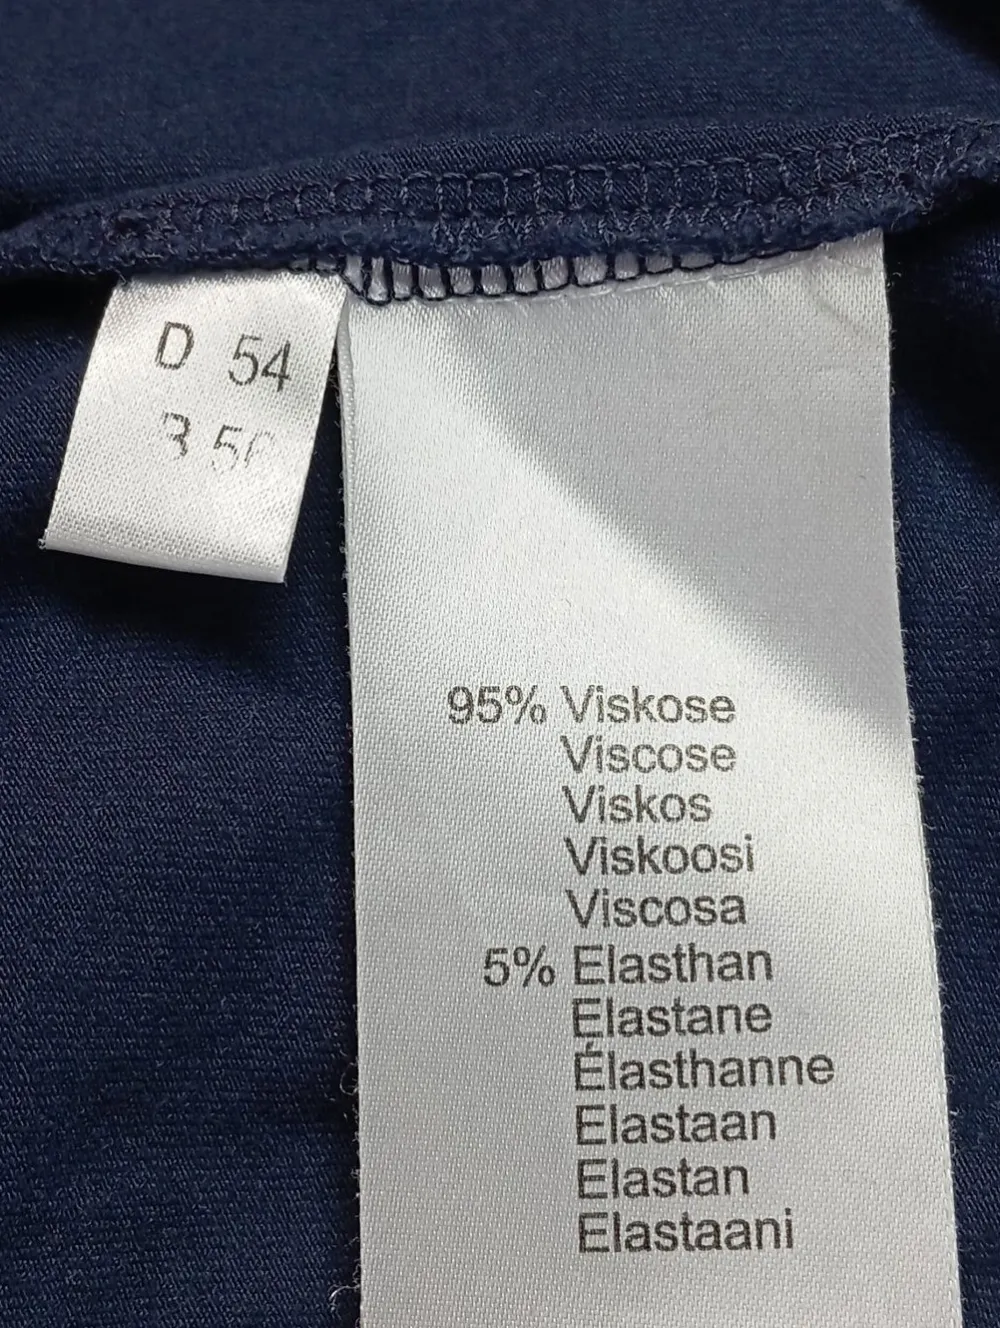 D 54
95% Viskose
Viscose
Viskos
Viskoosi
Viscosa
5% Elasthan
Elastane
Élasthanne
Elastaan
Elastan
Elastaani